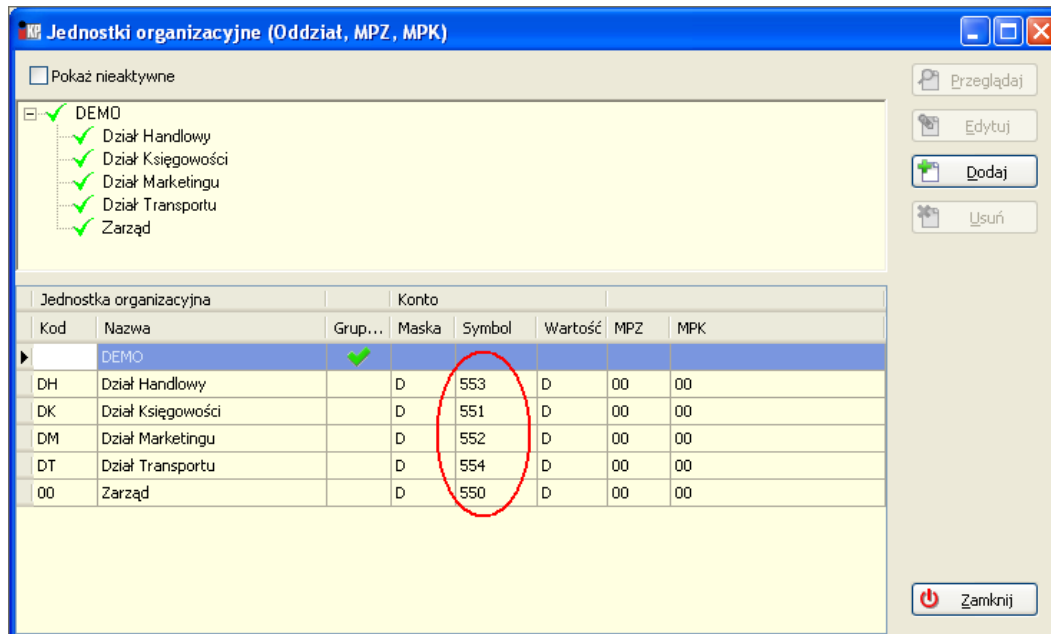 KP Jednostki organizacyjne (Oddział, MPZ, MPK)
Pokaż nieaktywne
Przeglądaj
DEMO
Dział Handlowy
Edytuj
Dział Księgowości
Dodaj
Dział Marketingu
Dział Transportu
Usuń
Zarząd
Jednostka organizacyjna Konto
Kod Nazwa Grup... Maska Symbol Wartość MPZ MPK
DEMO
DH Dział Handlowy D 553 D 00 00
DK Dział Księgowości D 551 D 00 00
DM Dział Marketingu D 552 D 00 00
DT Dział Transportu D 554 D 00 00
00 Zarząd D 550 D 00 00
Zamknij